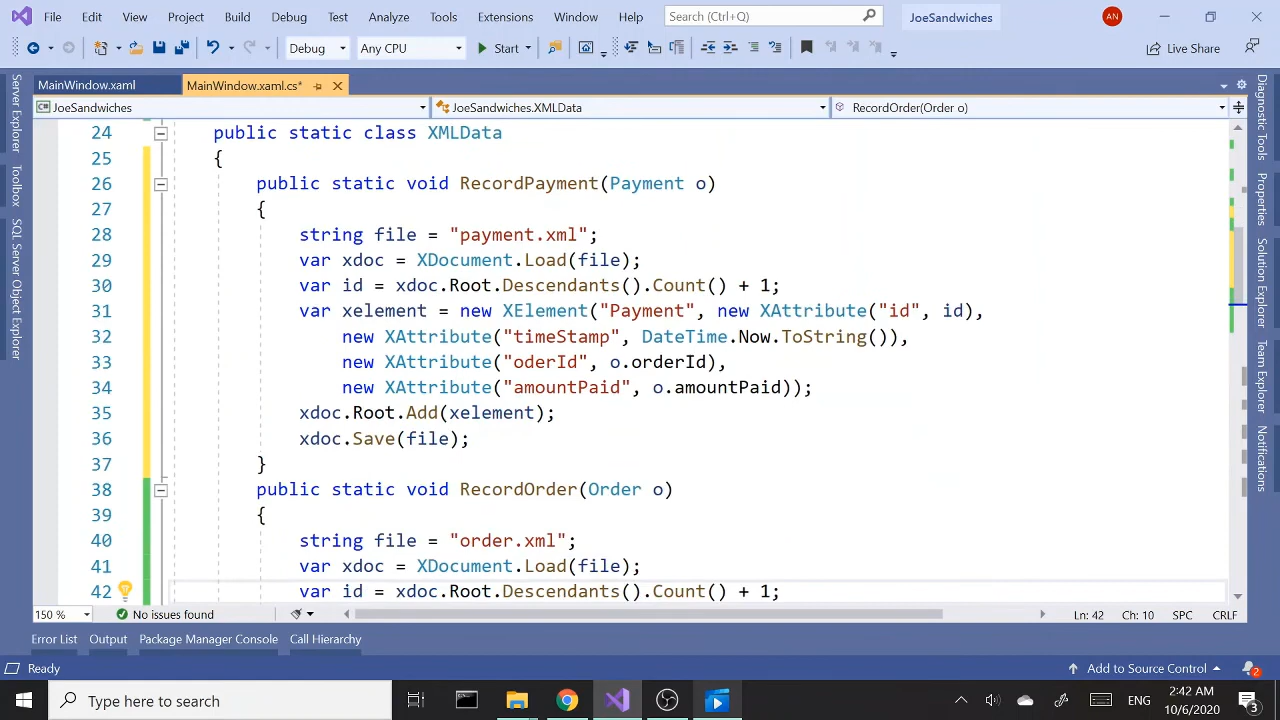 File Edit View Git Project Build Debug Test Analyze Tools Extensions Window Help Search (Ctrl+Q) JoeSandwiches AN
Debug Any CPU Start Live Share
MainWindow.xaml MainWindow.xaml.cs*
JoeSandwiches JoeSandwiches.XMLData RecordOrder(Order o)
24 public static class XMLData
25 {
26 public static void RecordPayment(Payment o)
27 {
28 string file = "payment.xml";
29 var xdoc = XDocument.Load(file);
30 var id = xdoc.Root.Descendants().Count() + 1;
31 var xelement = new XElement("Payment", new XAttribute("id", id),
32 new XAttribute("timeStamp", DateTime.Now.ToString()),
33 new XAttribute("oderId", o.orderId),
34 new XAttribute("amountPaid", o.amountPaid));
35 xdoc.Root.Add(xelement);
36 xdoc.Save(file);
37 }
38 public static void RecordOrder(Order o)
39 {
40 string file = "order.xml";
41 var xdoc = XDocument.Load(file);
42 var id = xdoc.Root.Descendants().Count() + 1;
Server Explorer
Toolbox
SQL Server Object Explorer
Diagnostic Tools
Properties
Solution Explorer
Team Explorer
Notifications
150 % No issues found Ln: 42 Ch: 10 SPC CRLF
Error List Output Package Manager Console Call Hierarchy
Ready Add to Source Control 2
Type here to search ENG :42 AM 10/6/2020 3